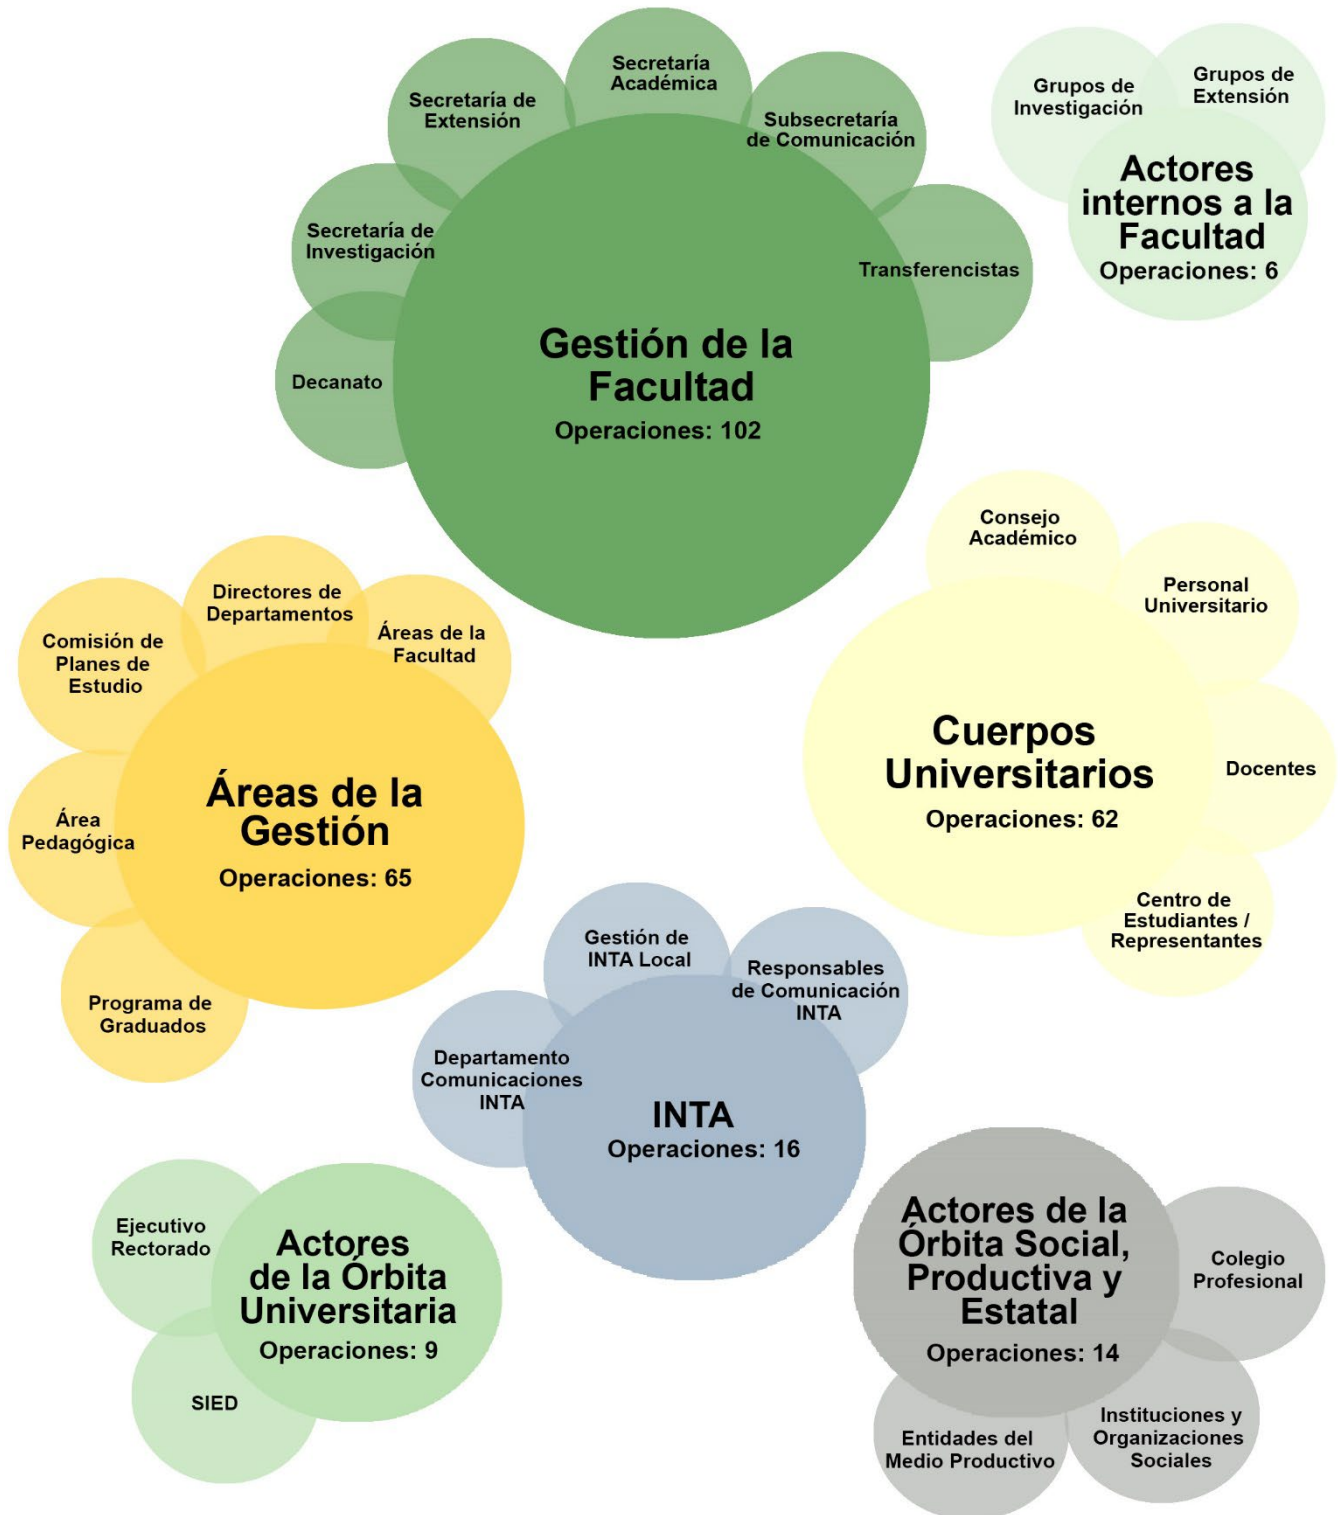 Secretaría
Académica
Secretaría de
Extensión
Subsecretaría
de Comunicación
Secretaría de
Investigación
Transferencistas
Decanato
Gestión de la
Facultad
Operaciones: 102
Grupos de
Investigación
Grupos de
Extensión
Actores
internos a la
Facultad
Operaciones: 6
Directores de
Departamentos
Áreas de la
Facultad
Comisión de
Planes de
Estudio
Área
Pedagógica
Programa de
Graduados
Áreas de la
Gestión
Operaciones: 65
Consejo
Académico
Personal
Universitario
Docentes
Centro de
Estudiantes /
Representantes
Cuerpos
Universitarios
Operaciones: 62
Gestión de
INTA Local
Responsables
de Comunicación
INTA
Departamento
Comunicaciones
INTA
INTA
Operaciones: 16
Ejecutivo
Rectorado
SIED
Actores
de la Órbita
Universitaria
Operaciones: 9
Actores de la
Órbita Social,
Productiva y
Estatal
Operaciones: 14
Colegio
Profesional
Instituciones y
Organizaciones
Sociales
Entidades del
Medio Productivo